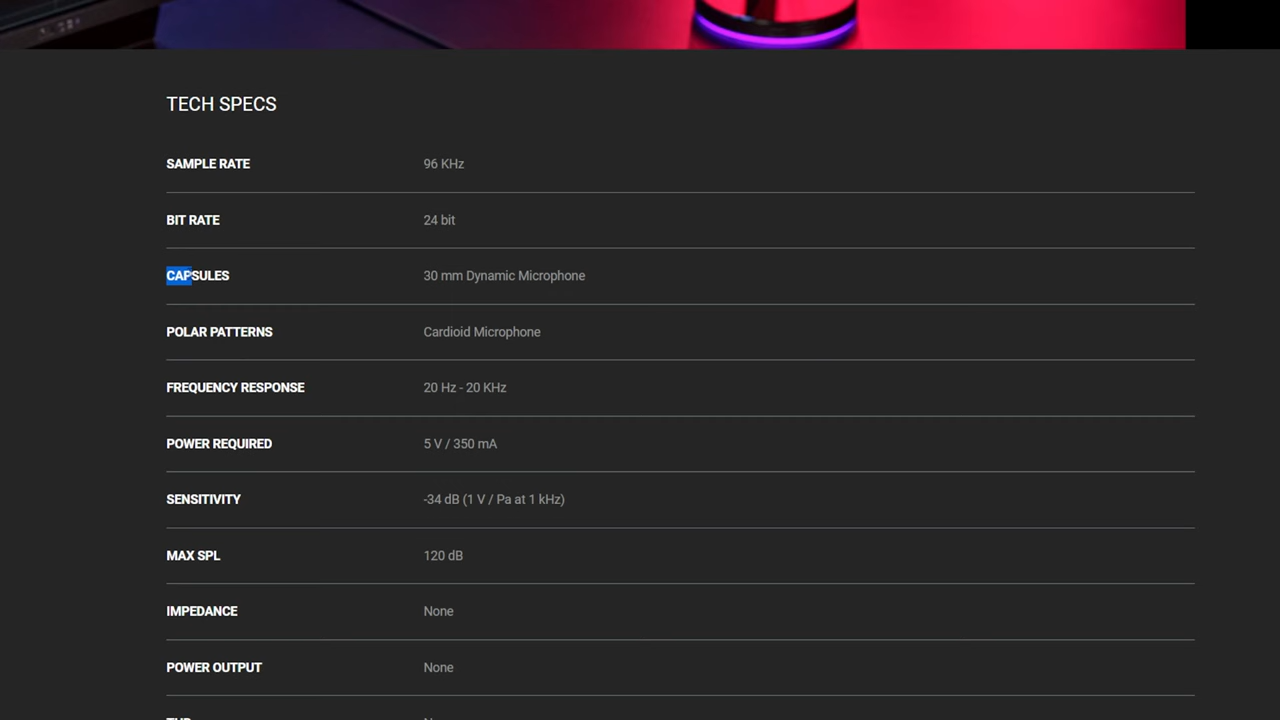 TECH SPECS
SAMPLE RATE 96 KHz
BIT RATE 24 bit
CAPSULES 30 mm Dynamic Microphone
POLAR PATTERNS Cardioid Microphone
FREQUENCY RESPONSE 20 Hz - 20 KHz
POWER REQUIRED 5 V / 350 mA
SENSITIVITY -34 dB (1 V / Pa at 1 kHz)
MAX SPL 120 dB
IMPEDANCE None
POWER OUTPUT None